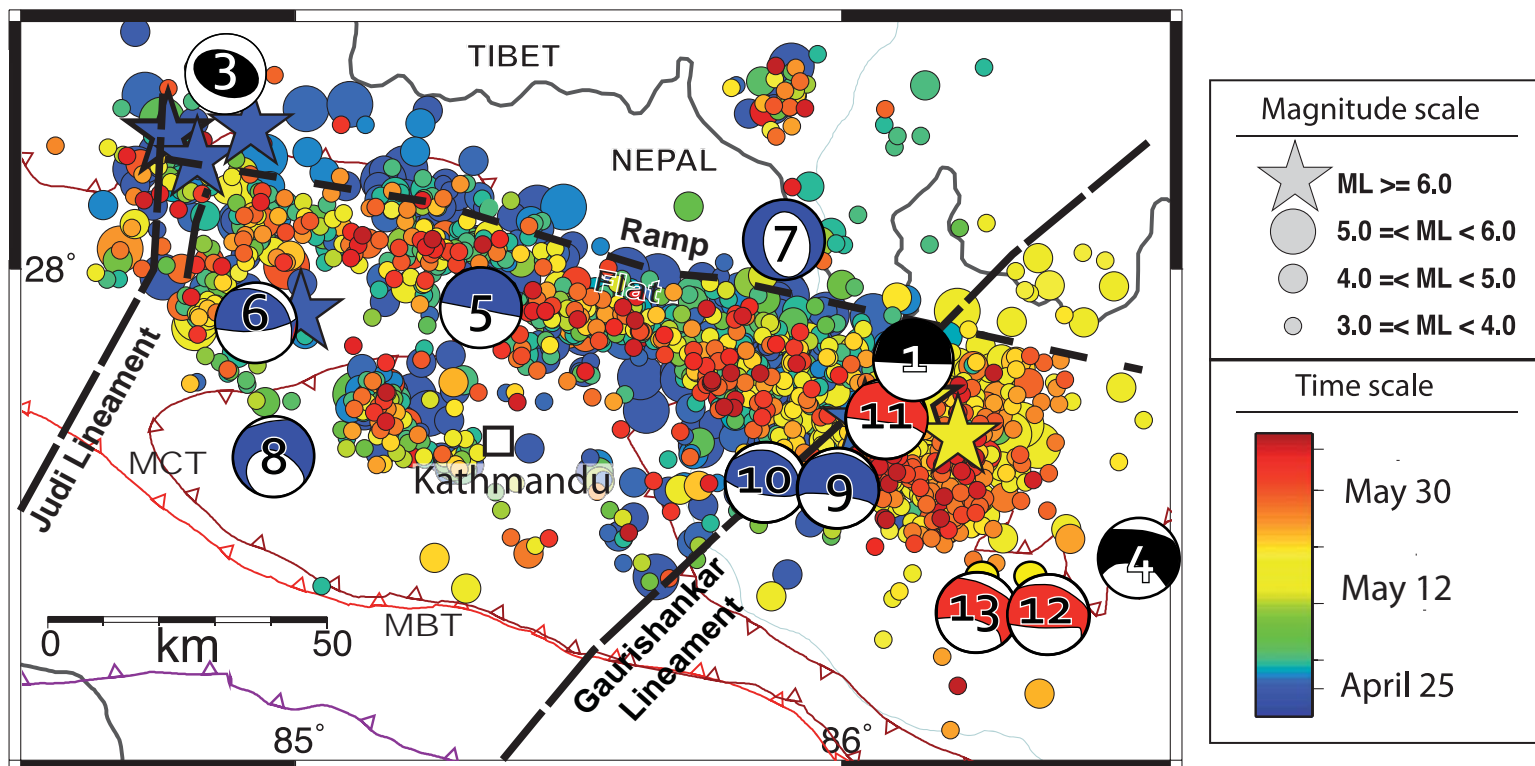 TIBET
3
NEPAL
7
Ramp
28°
Flat
6
5
1
11
Judi Lineament
8
MCT
Kathmandu
10
9
4
13
12
Gaurishankar
Lineament
MBT
0
km
50
85°
86°
Magnitude scale
ML >= 6.0
5.0 =< ML < 6.0
4.0 =< ML < 5.0
3.0 =< ML < 4.0
Time scale
May 30
May 12
April 25